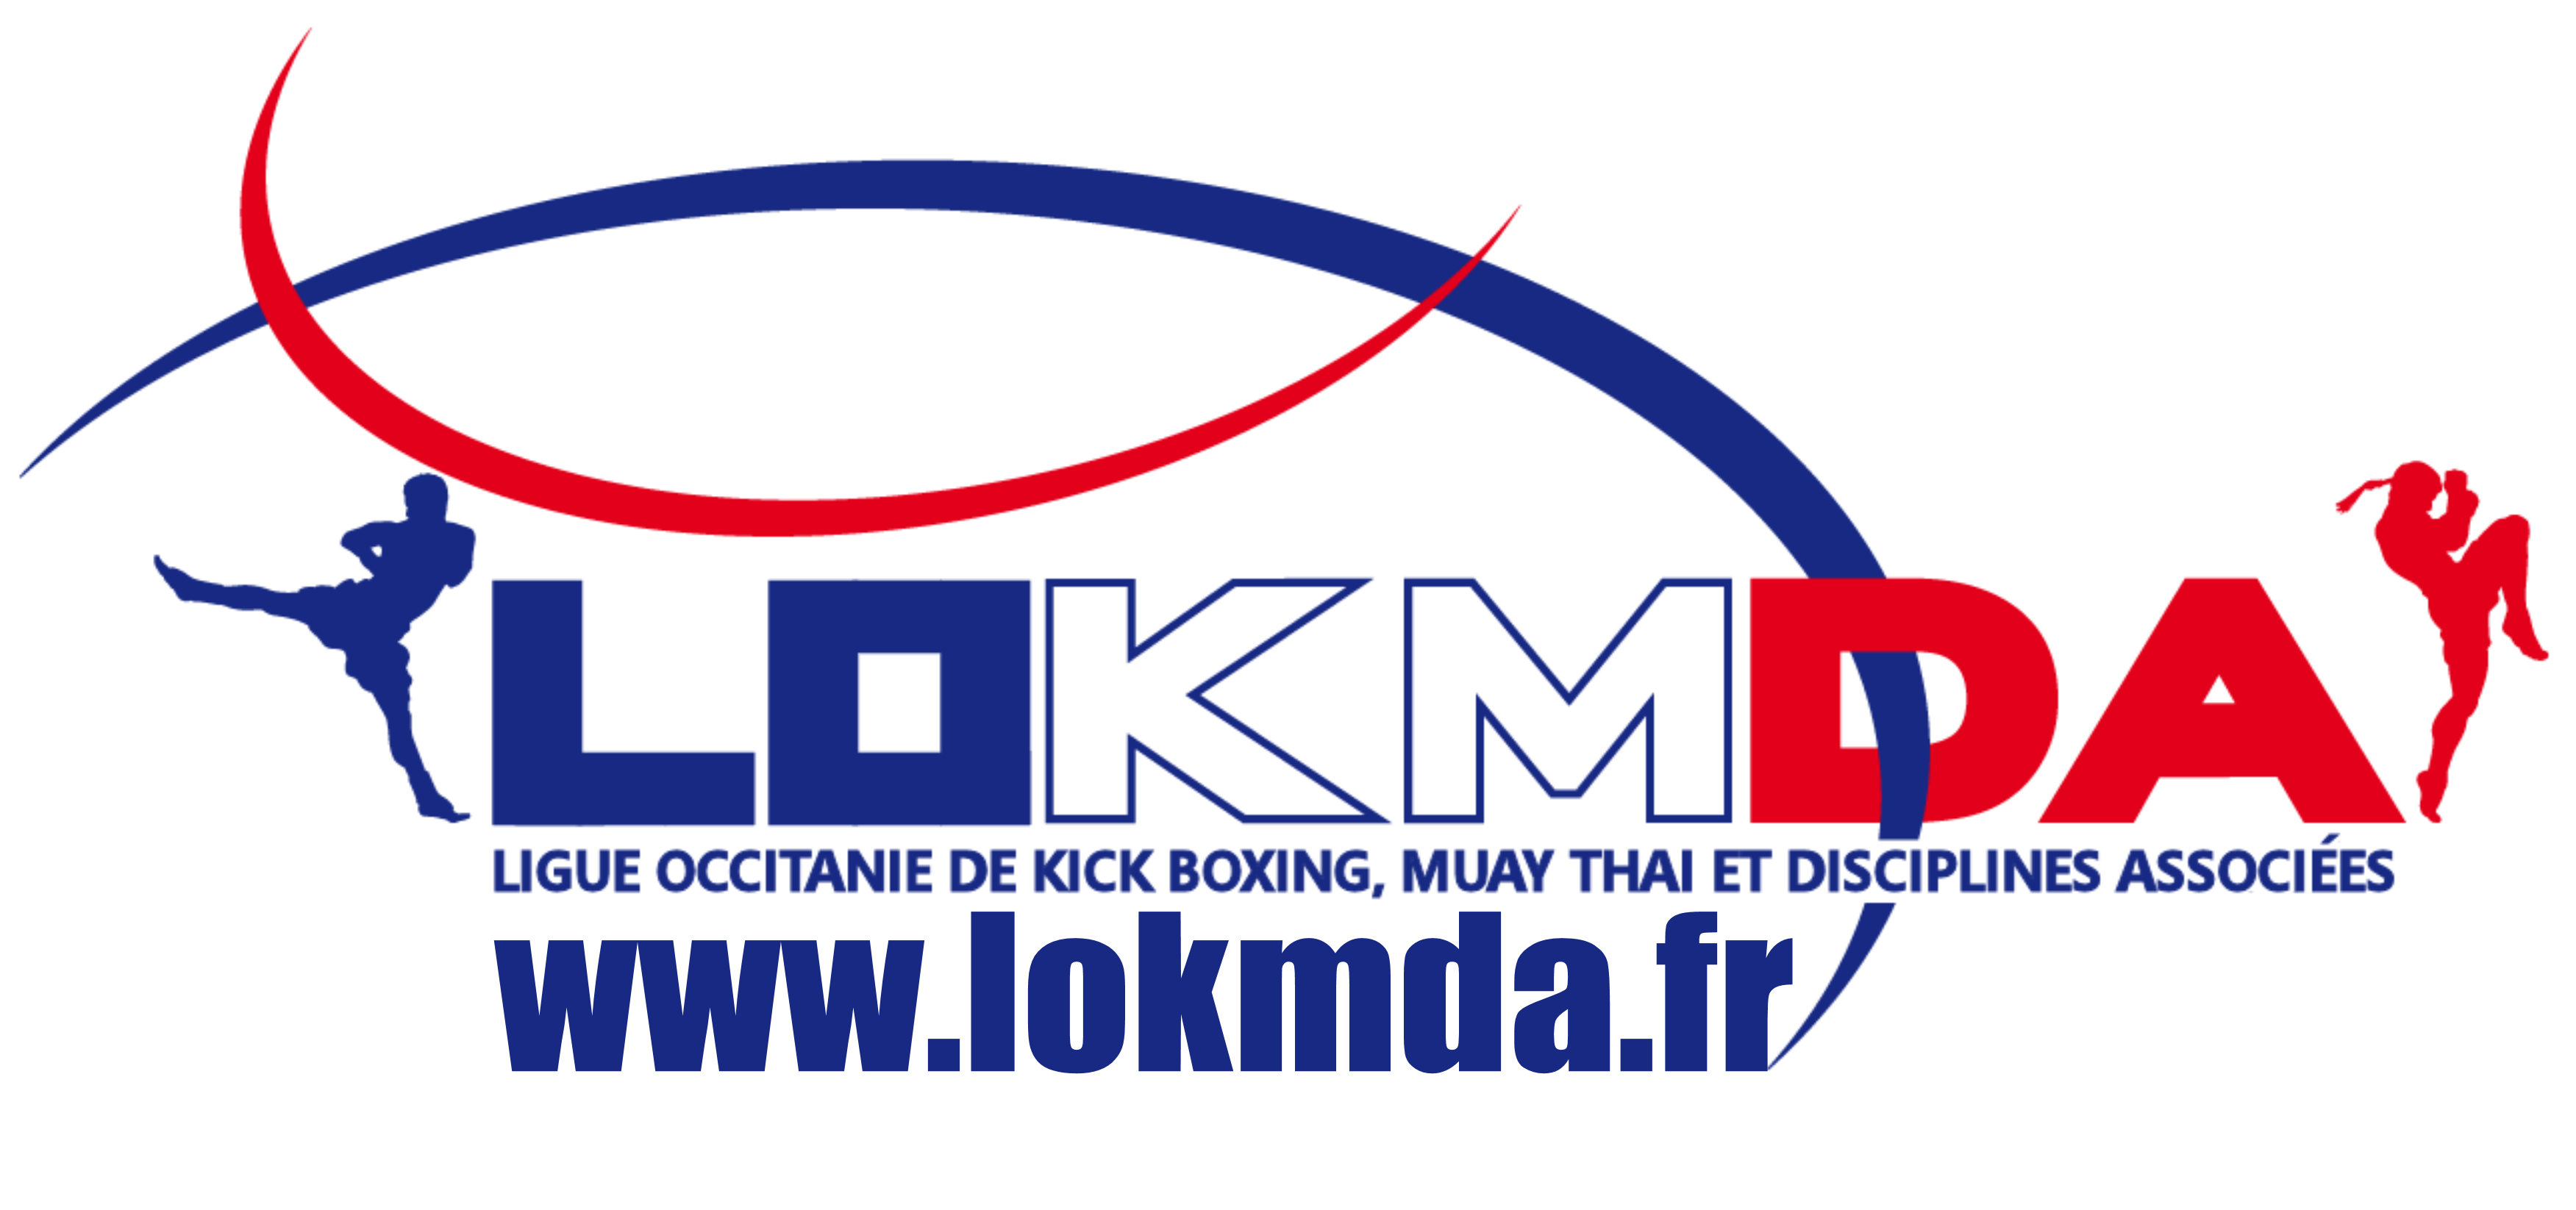 LOKMDA
LIGUE OCCITANIE DE KICK BOXING, MUAY THAI ET DISCIPLINES ASSOCIÉES
www.lokmda.fr